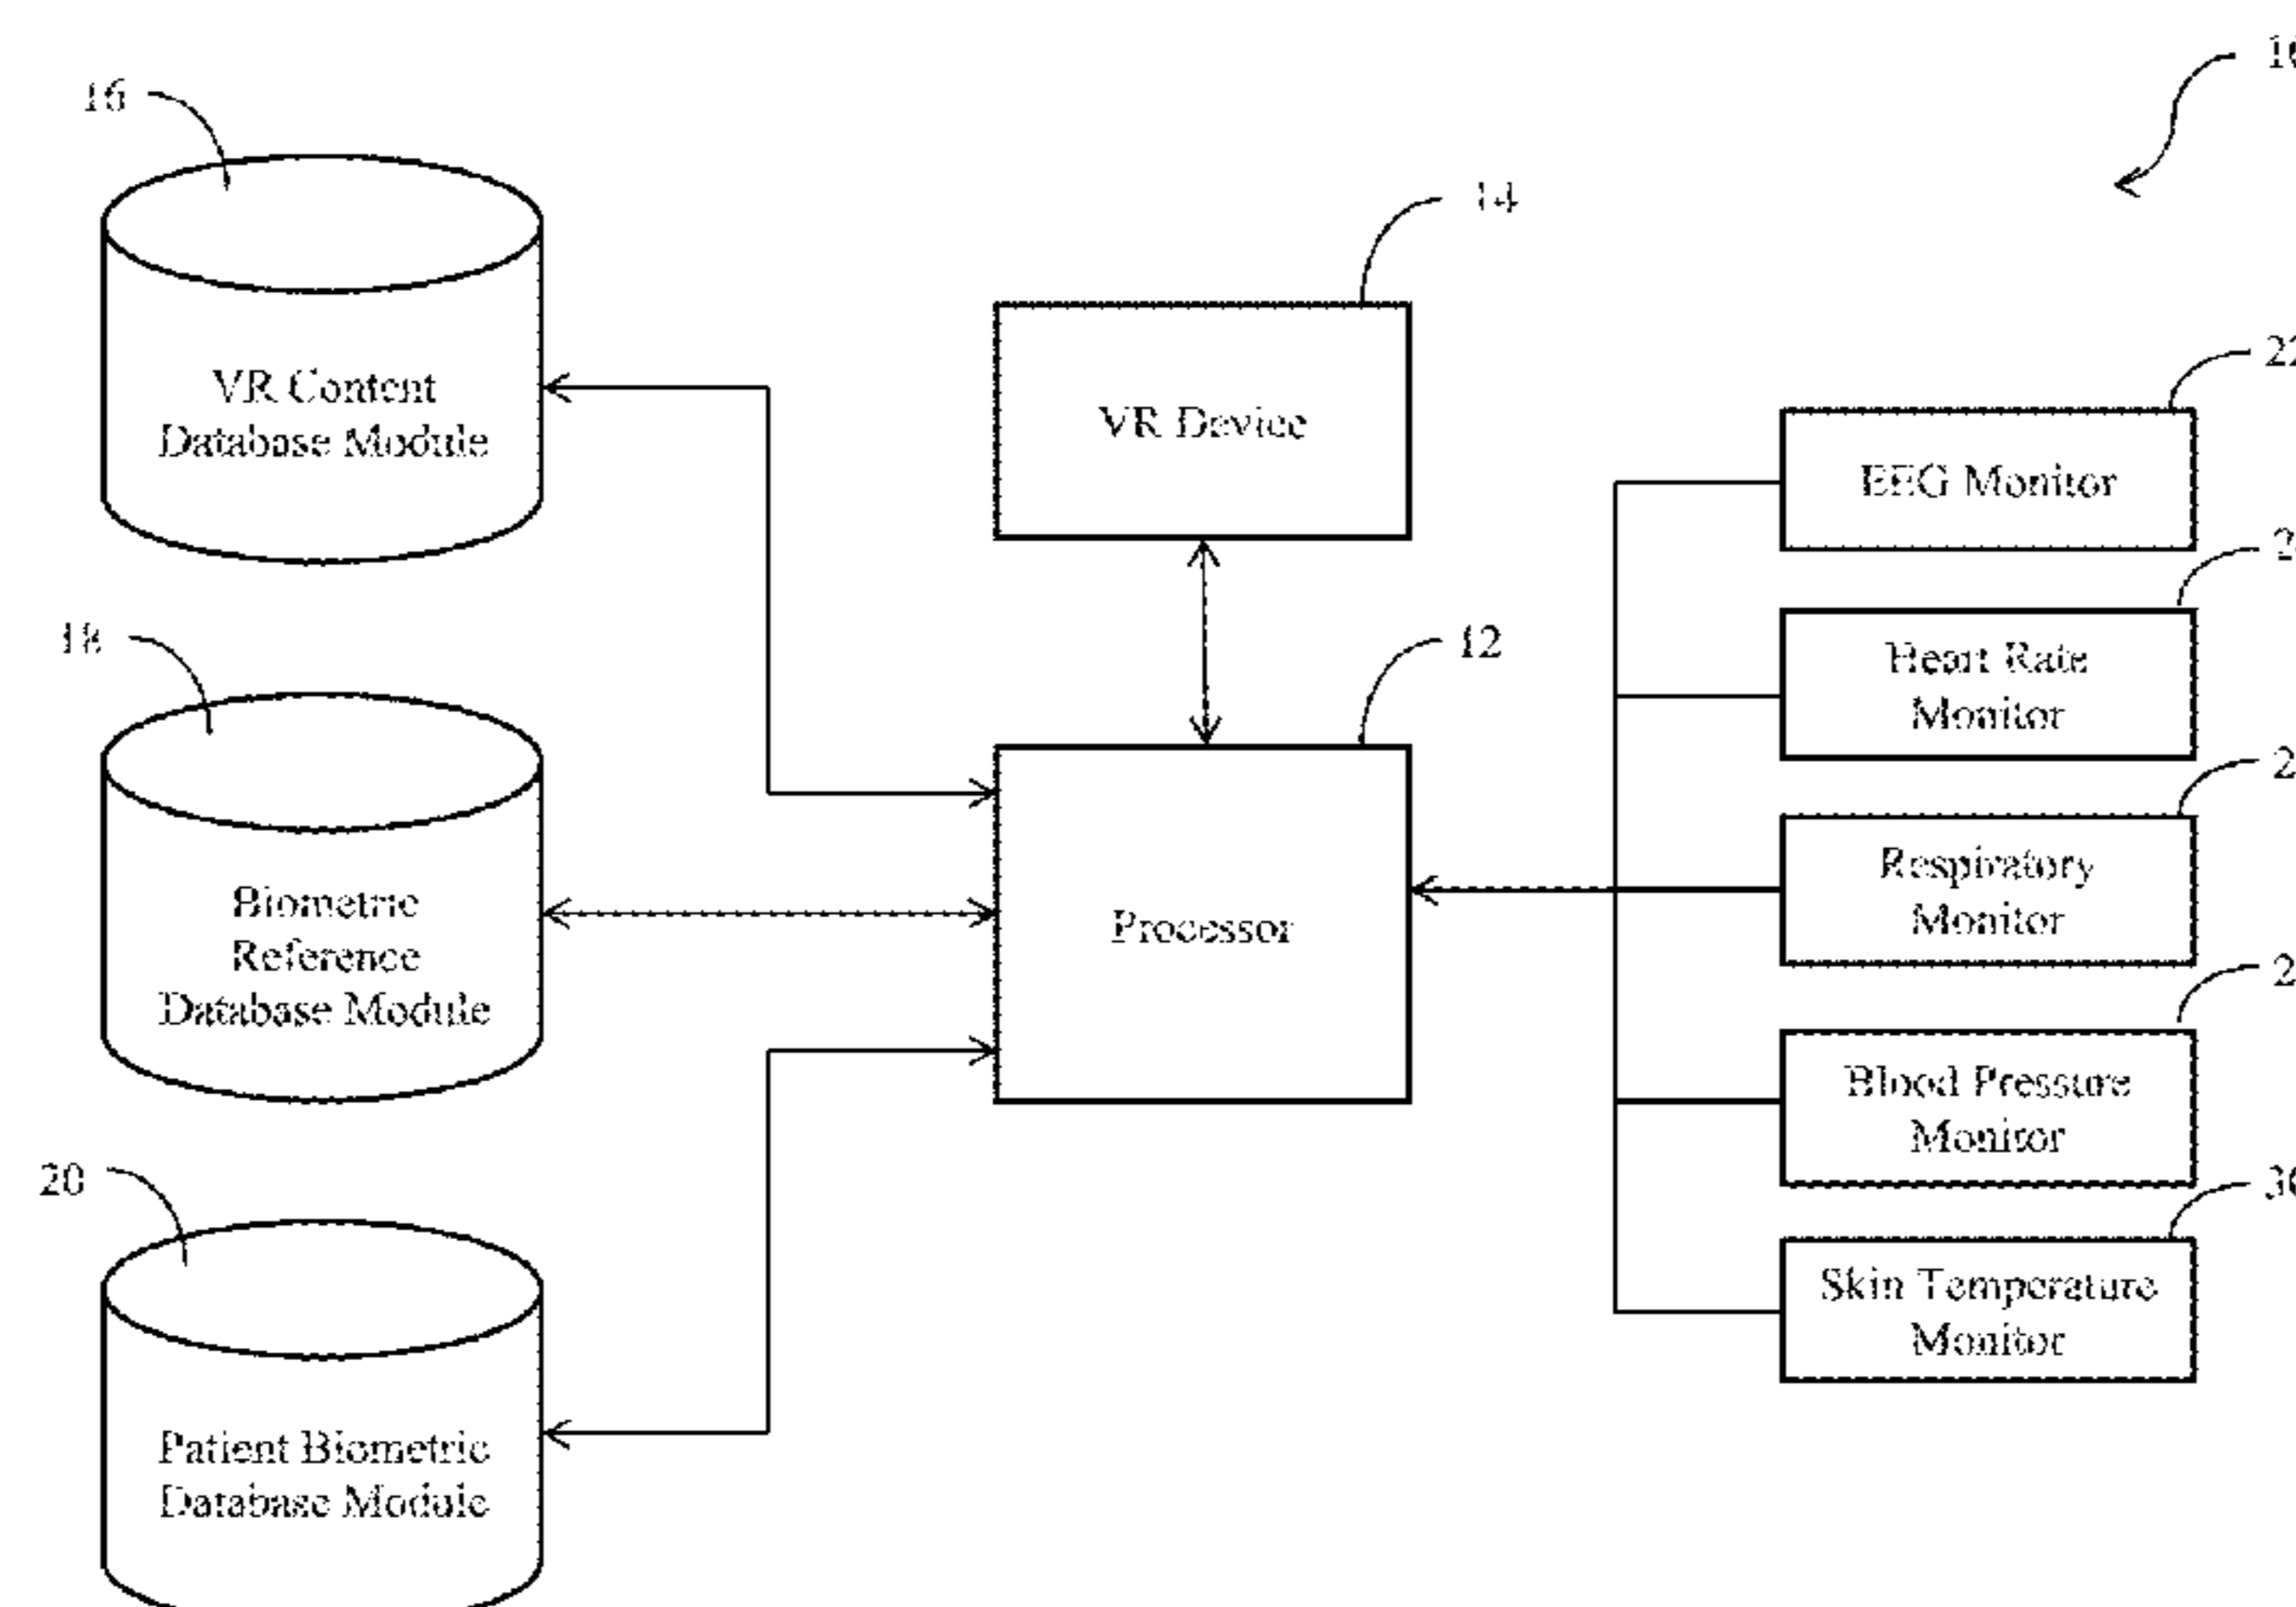 16
VR Content
Database Module
18
Biometric
Reference
Database Module
20
Patient Biometric
Database Module
14
VR Device
12
Processor
EEG Monitor
Heart Rate
Monitor
Respiratory
Monitor
Blood Pressure
Monitor
Skin Temperature
Monitor